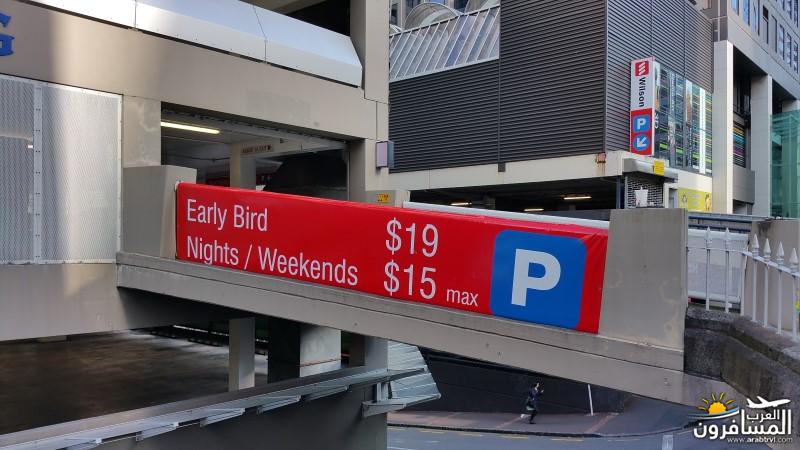 G
Wilson
P
Early Bird $19
Nights / Weekends $15 max
P
العرب
المسافرون
www.arabtrvl.com